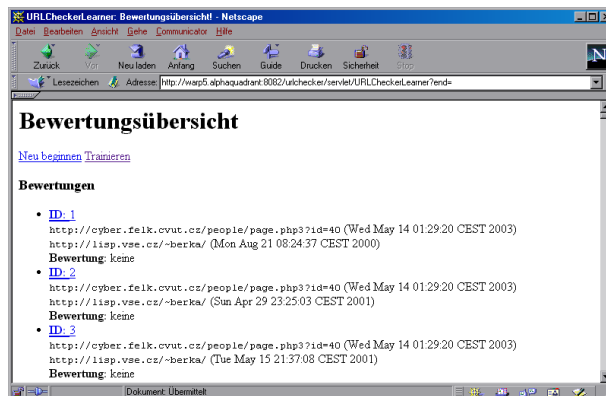 URLCheckerLearner: Bewertungsübersicht! - Netscape
Datei Bearbeiten Ansicht Gehe Communicator Hilfe
Zurück Vor Neu laden Anfang Suchen Guide Drucken Sicherheit Stop
N
Lesezeichen Adresse: http://warp5.alphaquadrant:8082/urlchecker/servlet/URLCheckerLearner?end=
Bewertungsübersicht
Neu beginnen Trainieren
Bewertungen
• ID: 1
http://cyber.felk.cvut.cz/people/page.php3?id=40 (Wed May 14 01:29:20 CEST 2003)
http://lisp.vse.cz/~berka/ (Mon Aug 21 08:24:37 CEST 2000)
Bewertung: keine
• ID: 2
http://cyber.felk.cvut.cz/people/page.php3?id=40 (Wed May 14 01:29:20 CEST 2003)
http://lisp.vse.cz/~berka/ (Sun Apr 29 23:25:03 CEST 2001)
Bewertung: keine
• ID: 3
http://cyber.felk.cvut.cz/people/page.php3?id=40 (Wed May 14 01:29:20 CEST 2003)
http://lisp.vse.cz/~berka/ (Tue May 15 21:37:08 CEST 2001)
Bewertung: keine
Dokument: Übermittelt